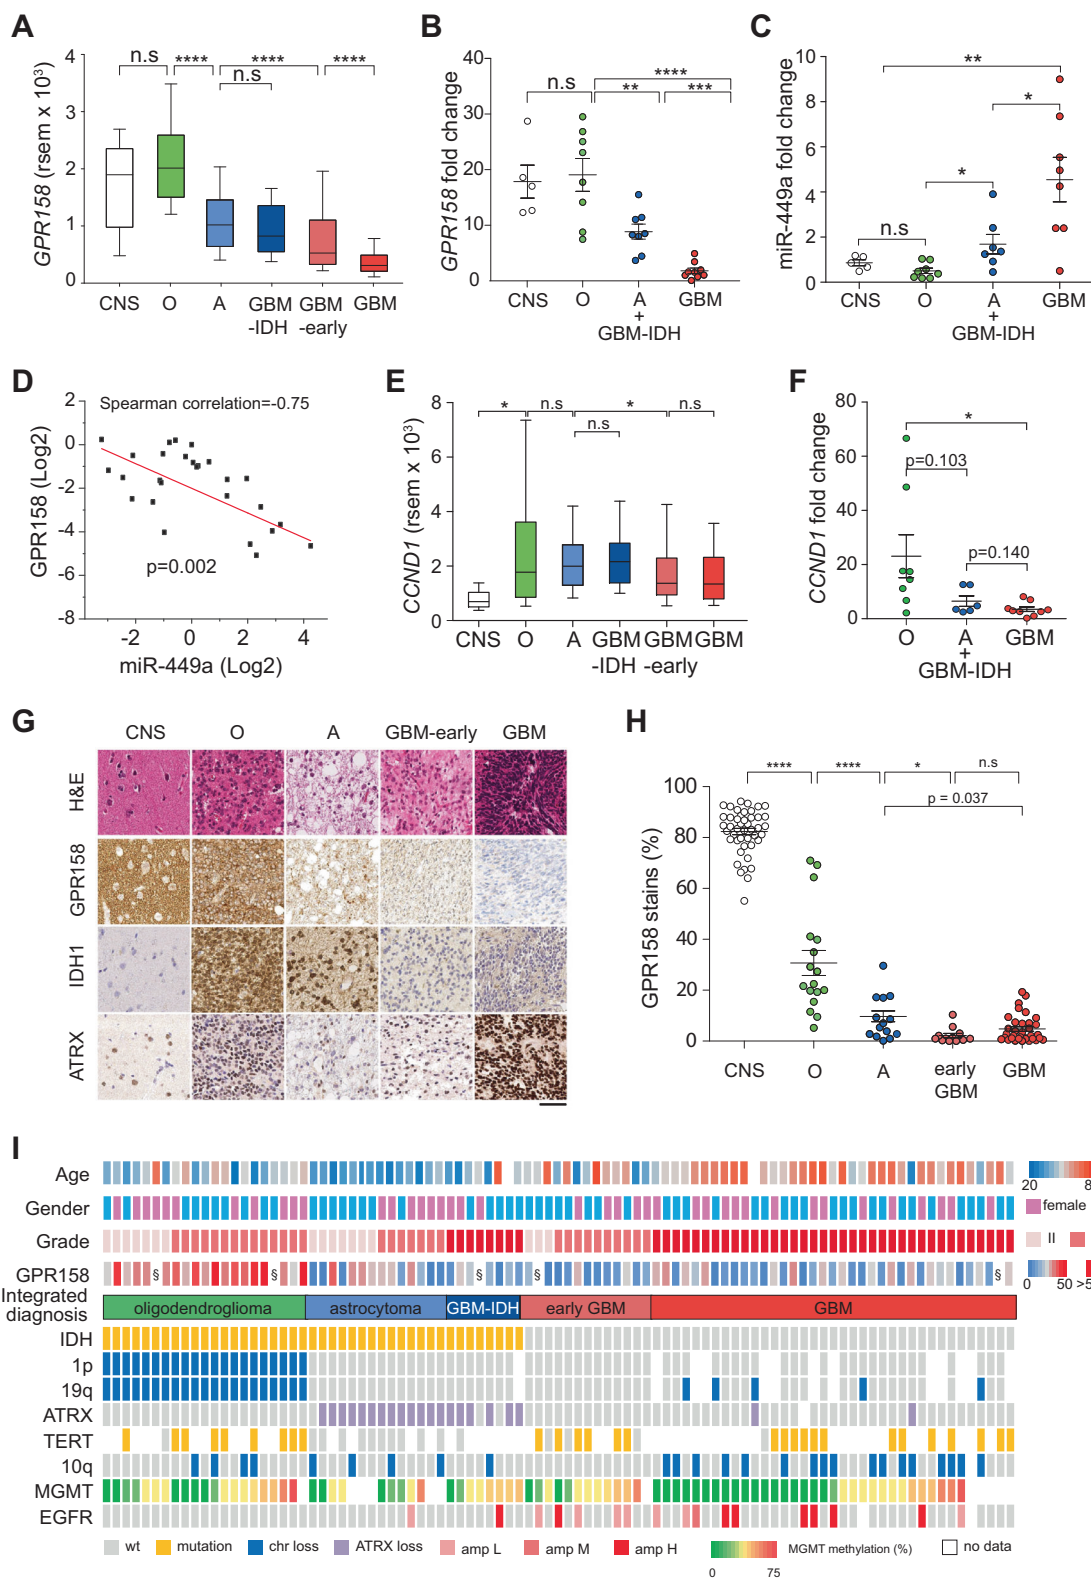 A
GPR158 (rsem x 10³)
4
3
2
1
0
n.s
****
****
****
n.s
CNS
O
A
GBM
-IDH
GBM
-early
GBM
B
GPR158 fold change
40
30
20
10
0
n.s
****
**
***
CNS
O
A
+
GBM-IDH
GBM
C
miR-449a fold change
10
8
6
4
2
0
**
*
*
n.s
CNS
O
A
+
GBM-IDH
GBM
D
GPR158 (Log2)
2
0
-2
-4
-6
-8
Spearman correlation=-0.75
p=0.002
-2
0
2
4
miR-449a (Log2)
E
CCND1 (rsem x 10³)
8
6
4
2
0
*
n.s
*
n.s
n.s
CNS
O
A
GBM
-IDH
GBM
-early
GBM
F
CCND1 fold change
80
60
40
20
0
*
p=0.103
p=0.140
O
A
+
GBM-IDH
GBM
G
CNS
O
A
GBM-early
GBM
H&E
GPR158
IDH1
ATRX
H
GPR158 stains (%)
100
80
60
40
20
0
****
****
*
n.s
p = 0.037
CNS
O
A
early
GBM
GBM
I
Age
20
8
Gender
female
Grade
II
GPR158
§
§
§
§
§
0
50
>5
Integrated
diagnosis
oligodendroglioma
astrocytoma
GBM-IDH
early GBM
GBM
IDH
1p
19q
ATRX
TERT
10q
MGMT
EGFR
wt
mutation
chr loss
ATRX loss
amp L
amp M
amp H
MGMT methylation (%)
0
75
no data